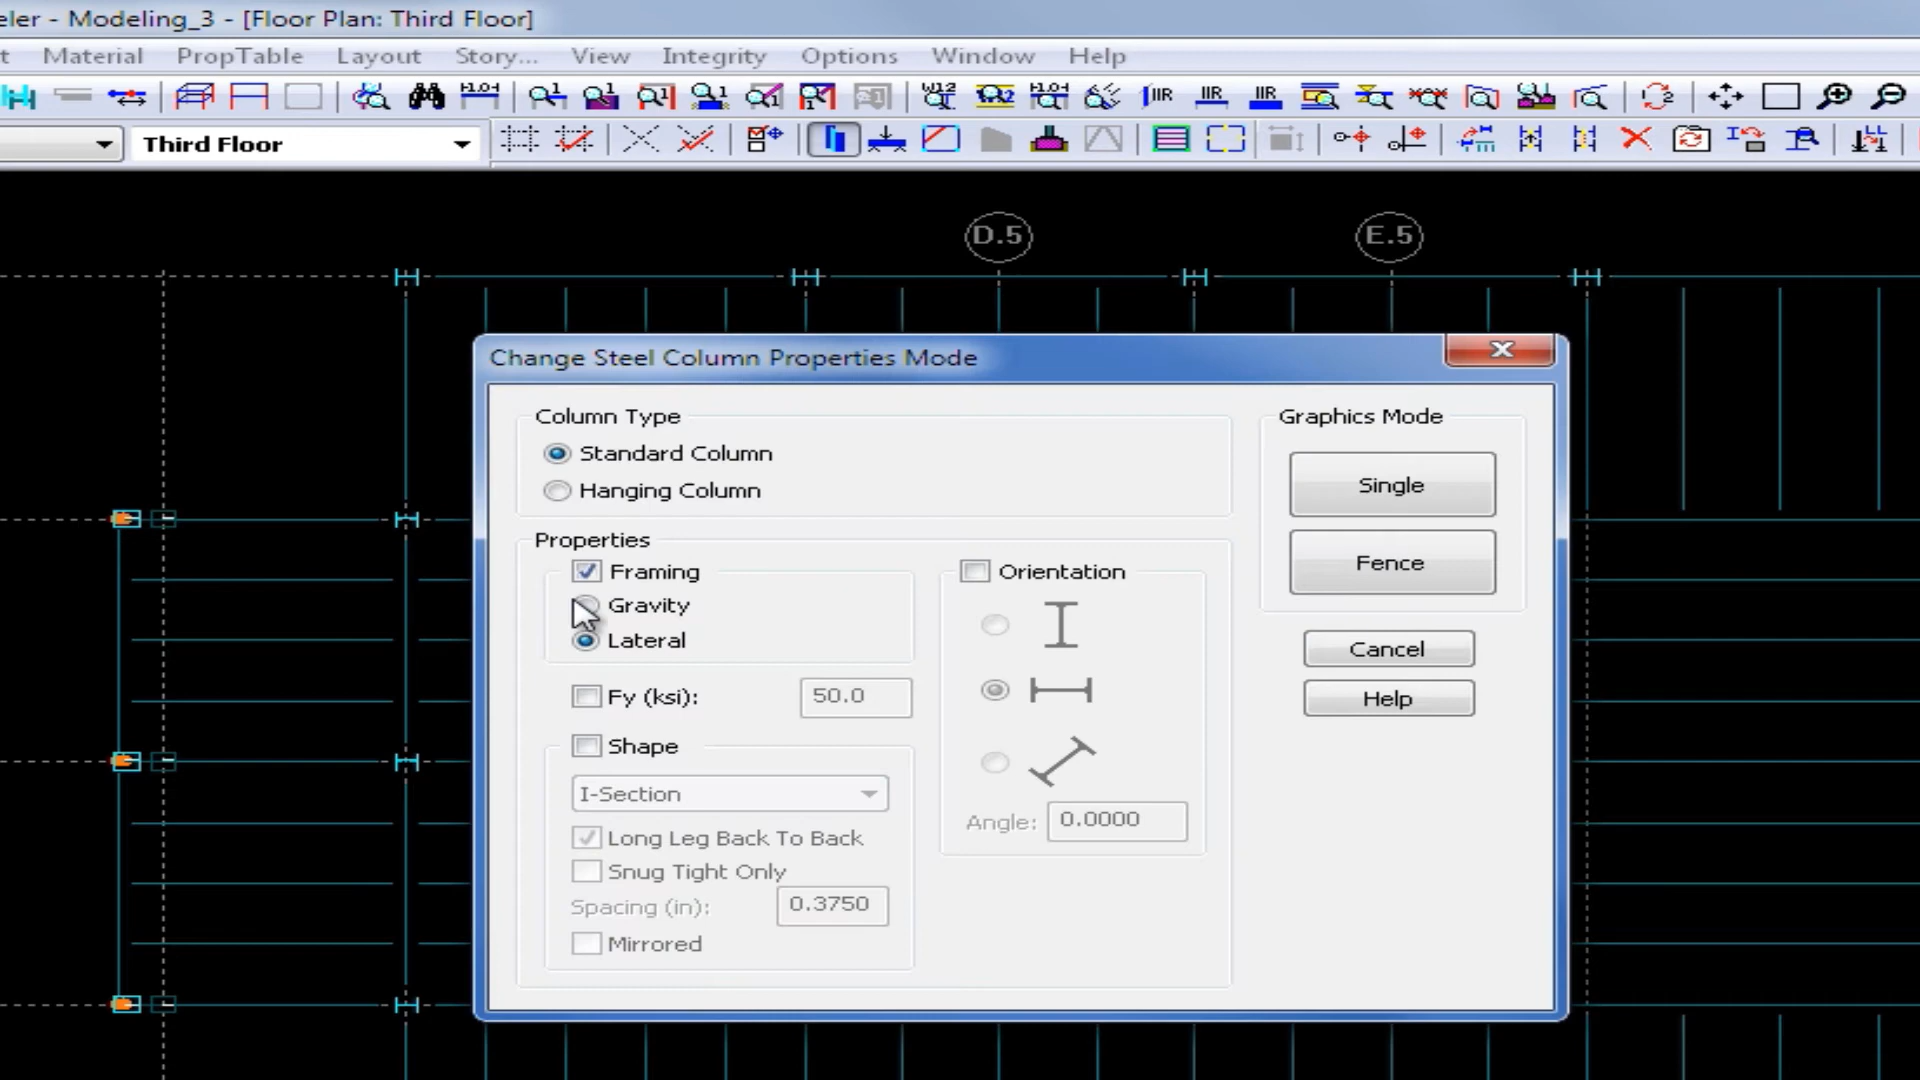 eler - Modeling_3 - [Floor Plan: Third Floor]
t Material PropTable Layout Story... View Integrity Options Window Help
Third Floor
D.5 E.5
Change Steel Column Properties Mode
Column Type
Standard Column
Hanging Column
Graphics Mode
Single
Fence
Cancel
Help
Properties
Framing
Gravity
Lateral
Fy (ksi): 50.0
Shape
I-Section
Long Leg Back To Back
Snug Tight Only
Spacing (in): 0.3750
Mirrored
Orientation
Angle: 0.0000